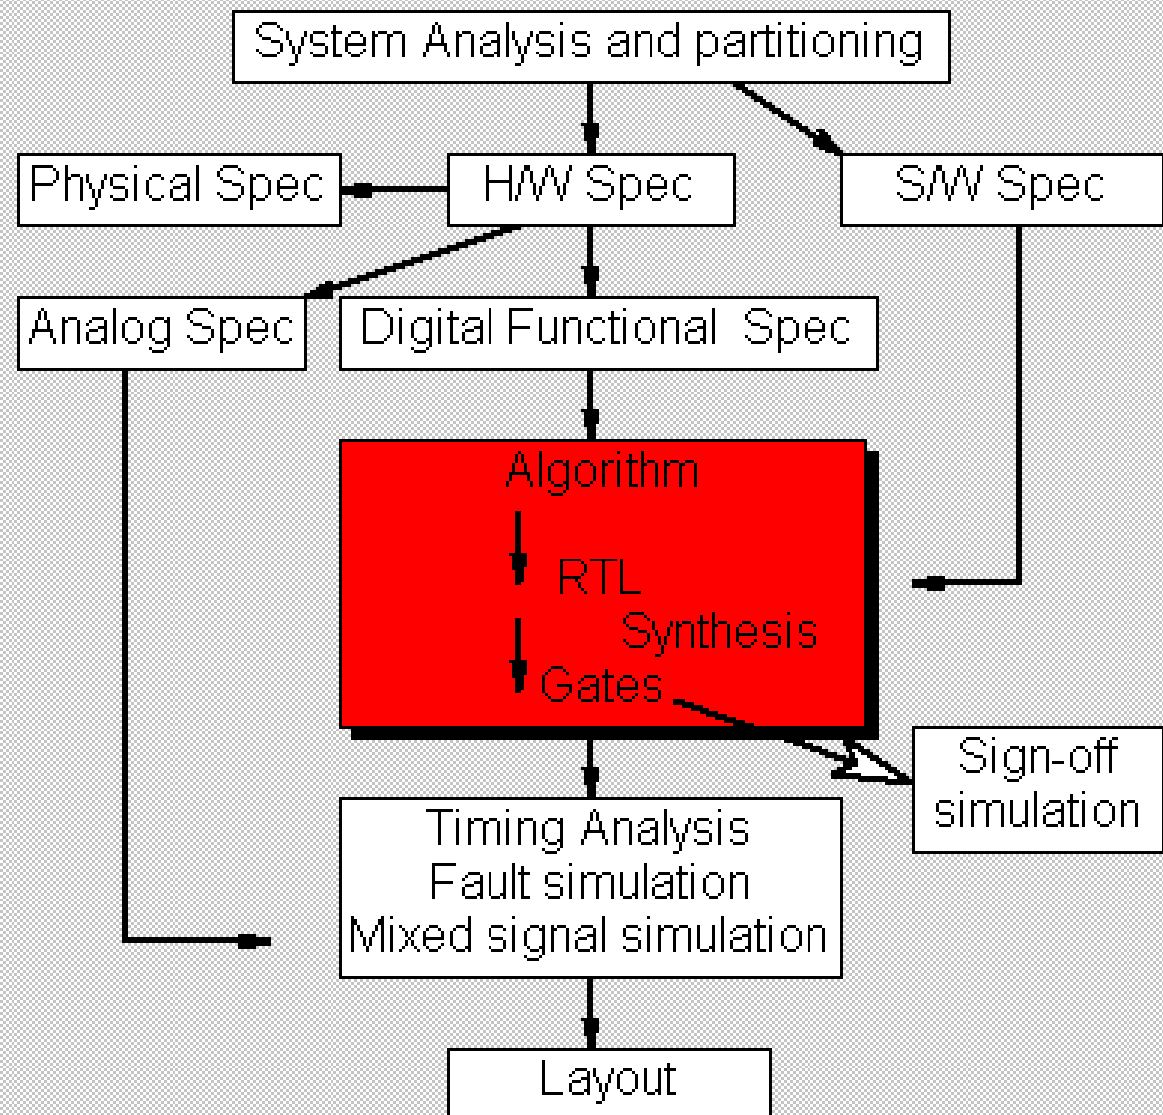 System Analysis and partitioning
Physical Spec
H/W Spec
S/W Spec
Analog Spec
Digital Functional  Spec
Algorithm
RTL
Synthesis
Gates
Sign-off
simulation
Timing Analysis
Fault simulation
Mixed signal simulation
Layout